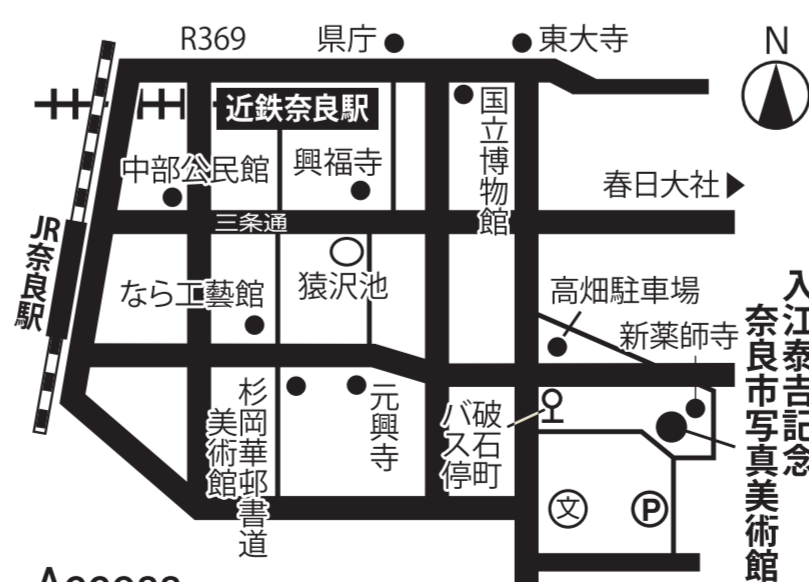 R369
県庁
東大寺
N
近鉄奈良駅
国立博物館
中部公民館
興福寺
春日大社
三条通
JR奈良駅
なら工藝館
猿沢池
高畑駐車場
新薬師寺
入江泰𠮷記念
奈良市写真美術館
杉岡華邨書道
美術館
元興寺
破石町
バス停
文
P
Access